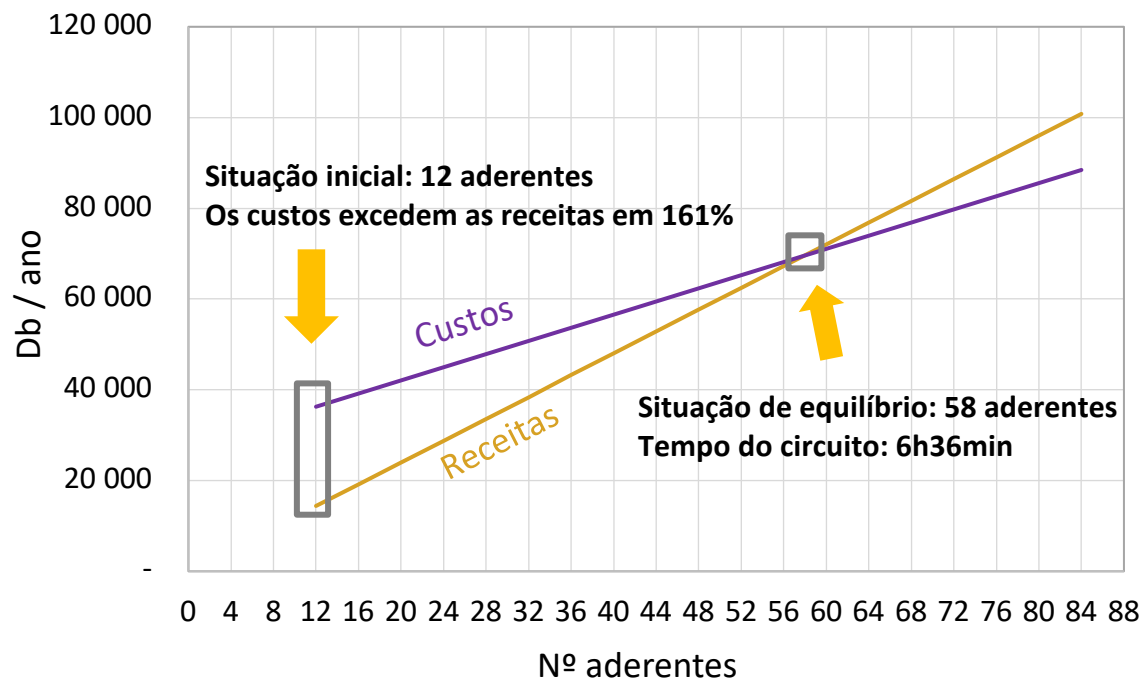 120 000
100 000
80 000
60 000
40 000
20 000
-
Db / ano
Situação inicial: 12 aderentes
Os custos excedem as receitas em 161%
Custos
Receitas
Situação de equilíbrio: 58 aderentes
Tempo do circuito: 6h36min
0 4 8 12 16 20 24 28 32 36 40 44 48 52 56 60 64 68 72 76 80 84 88
Nº aderentes